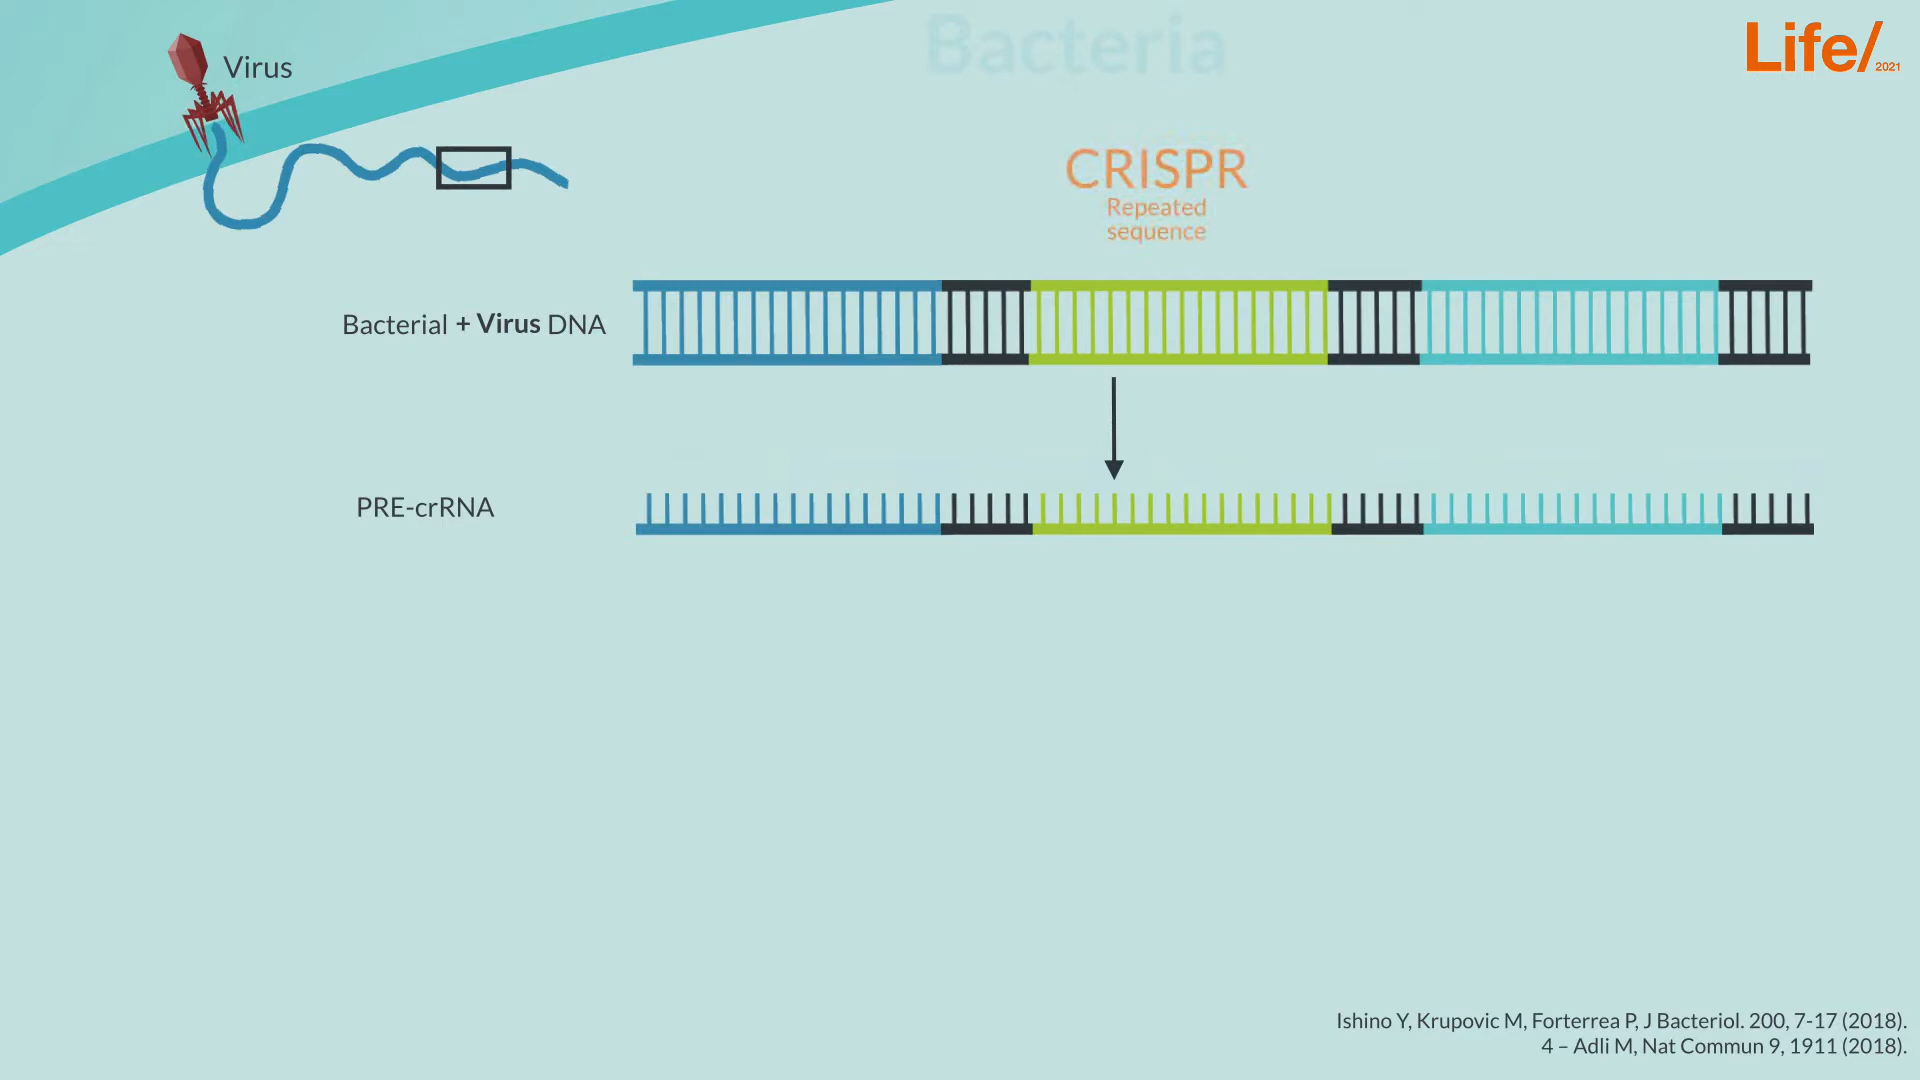 Bacteria
Life/2021
Virus
CRISPR
Repeated
sequence
Bacterial + Virus DNA
PRE-crRNA
Ishino Y, Krupovic M, Forterrea P, J Bacteriol. 200, 7-17 (2018).
4 – Adli M, Nat Commun 9, 1911 (2018).